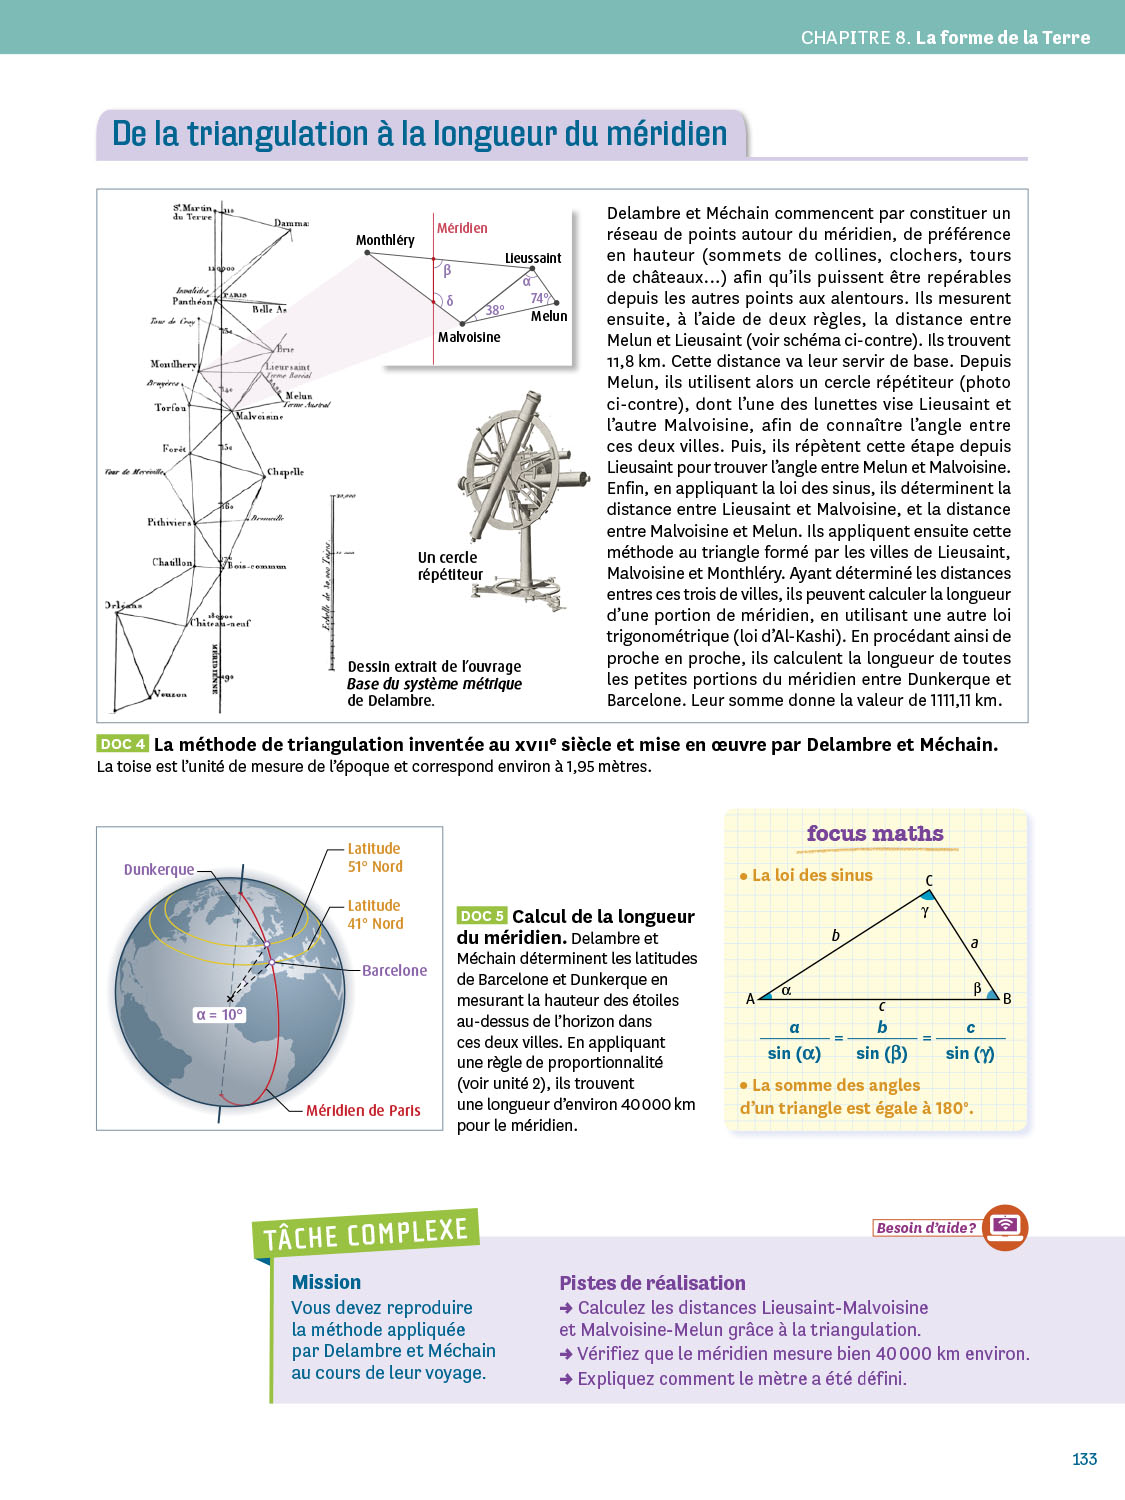 CHAPITRE 8. La forme de la Terre
De la triangulation à la longueur du méridien
St. Martin
du Tertre
Damma
Invalides
Panthéon
PARIS
Belle As
Tour de Croy
Brie
Montlhery
Lieursaint
Terme Boréal
Bruyères
Melun
Terme Austral
Torfou
Malvoisine
Forêt
150
Tour de Méréville
Chapelle
160
Pithiviers
Chatillon
Bois-commun
Orléans
180000
Château-neuf
MÉRIDIENNE
190
Vouzon
Echelle de 20,000 Toises
20,000
Monthléry
Méridien
Lieussaint
β
α
δ
74°
38°
Melun
Malvoisine
Un cercle
répétiteur
Dessin extrait de l'ouvrage
Base du système métrique
de Delambre.
Delambre et Méchain commencent par constituer un
réseau de points autour du méridien, de préférence
en hauteur (sommets de collines, clochers, tours
de châteaux...) afin qu'ils puissent être repérables
depuis les autres points aux alentours. Ils mesurent
ensuite, à l'aide de deux règles, la distance entre
Melun et Lieusaint (voir schéma ci-contre). Ils trouvent
11,8 km. Cette distance va leur servir de base. Depuis
Melun, ils utilisent alors un cercle répétiteur (photo
ci-contre), dont l'une des lunettes vise Lieusaint et
l'autre Malvoisine, afin de connaître l'angle entre
ces deux villes. Puis, ils répètent cette étape depuis
Lieusaint pour trouver l'angle entre Melun et Malvoisine.
Enfin, en appliquant la loi des sinus, ils déterminent la
distance entre Lieusaint et Malvoisine, et la distance
entre Malvoisine et Melun. Ils appliquent ensuite cette
méthode au triangle formé par les villes de Lieusaint,
Malvoisine et Monthléry. Ayant déterminé les distances
entres ces trois de villes, ils peuvent calculer la longueur
d'une portion de méridien, en utilisant une autre loi
trigonométrique (loi d'Al-Kashi). En procédant ainsi de
proche en proche, ils calculent la longueur de toutes
les petites portions du méridien entre Dunkerque et
Barcelone. Leur somme donne la valeur de 1111,11 km.
DOC 4 La méthode de triangulation inventée au XVIIe siècle et mise en œuvre par Delambre et Méchain.
La toise est l'unité de mesure de l'époque et correspond environ à 1,95 mètres.
Dunkerque
Latitude
51° Nord
Latitude
41° Nord
Barcelone
α = 10°
Méridien de Paris
DOC 5 Calcul de la longueur
du méridien. Delambre et
Méchain déterminent les latitudes
de Barcelone et Dunkerque en
mesurant la hauteur des étoiles
au-dessus de l'horizon dans
ces deux villes. En appliquant
une règle de proportionnalité
(voir unité 2), ils trouvent
une longueur d'environ 40 000 km
pour le méridien.
focus maths
• La loi des sinus
C
γ
b
a
A
α
β
B
c
a / sin (α) = b / sin (β) = c / sin (γ)
• La somme des angles
d'un triangle est égale à 180°.
TÂCHE COMPLEXE
Besoin d'aide ?
Mission
Vous devez reproduire
la méthode appliquée
par Delambre et Méchain
au cours de leur voyage.
Pistes de réalisation
➜ Calculez les distances Lieusaint-Malvoisine
et Malvoisine-Melun grâce à la triangulation.
➜ Vérifiez que le méridien mesure bien 40 000 km environ.
➜ Expliquez comment le mètre a été défini.
133